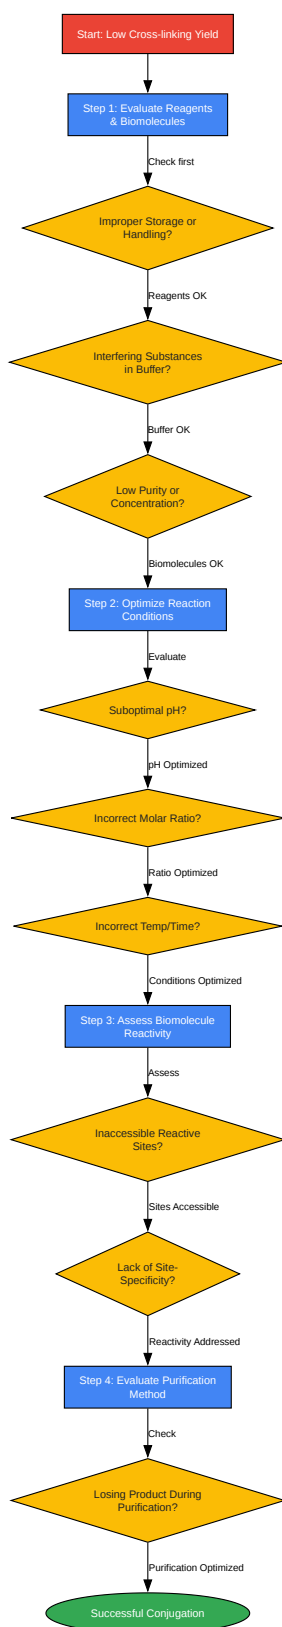 Start: Low Cross-linking Yield
Step 1: Evaluate Reagents
& Biomolecules
Check first
Improper Storage or
Handling?
Reagents OK
Interfering Substances
in Buffer?
Buffer OK
Low Purity or
Concentration?
Biomolecules OK
Step 2: Optimize Reaction
Conditions
Evaluate
Suboptimal pH?
pH Optimized
Incorrect Molar Ratio?
Ratio Optimized
Incorrect Temp/Time?
Conditions Optimized
Step 3: Assess Biomolecule
Reactivity
Assess
Inaccessible Reactive
Sites?
Sites Accessible
Lack of Site-
Specificity?
Reactivity Addressed
Step 4: Evaluate Purification
Method
Check
Losing Product During
Purification?
Purification Optimized
Successful Conjugation